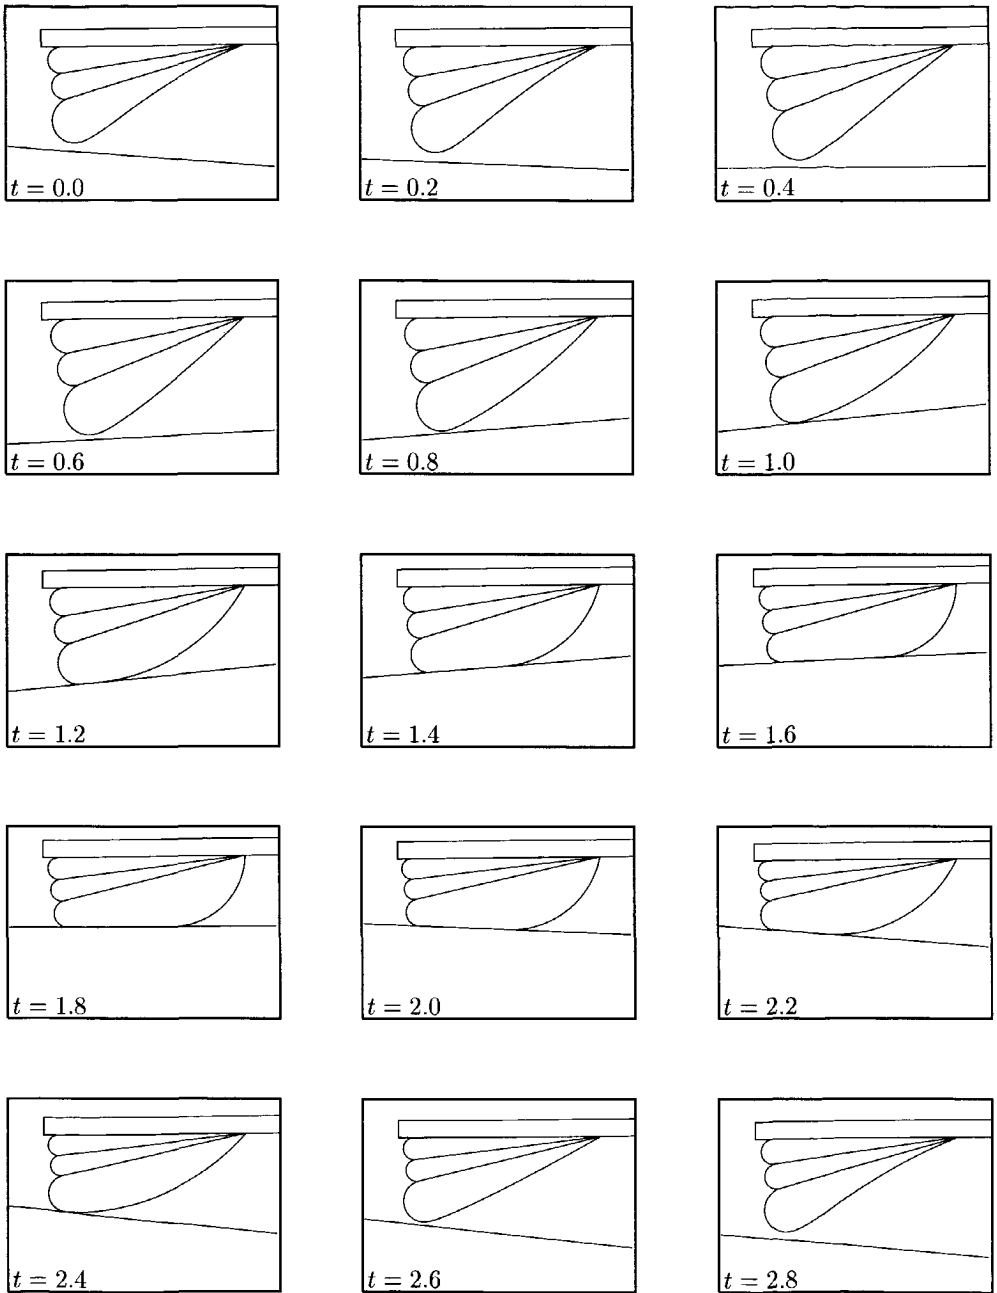 t = 0.0
t = 0.2
t = 0.4
t = 0.6
t = 0.8
t = 1.0
t = 1.2
t = 1.4
t = 1.6
t = 1.8
t = 2.0
t = 2.2
t = 2.4
t = 2.6
t = 2.8